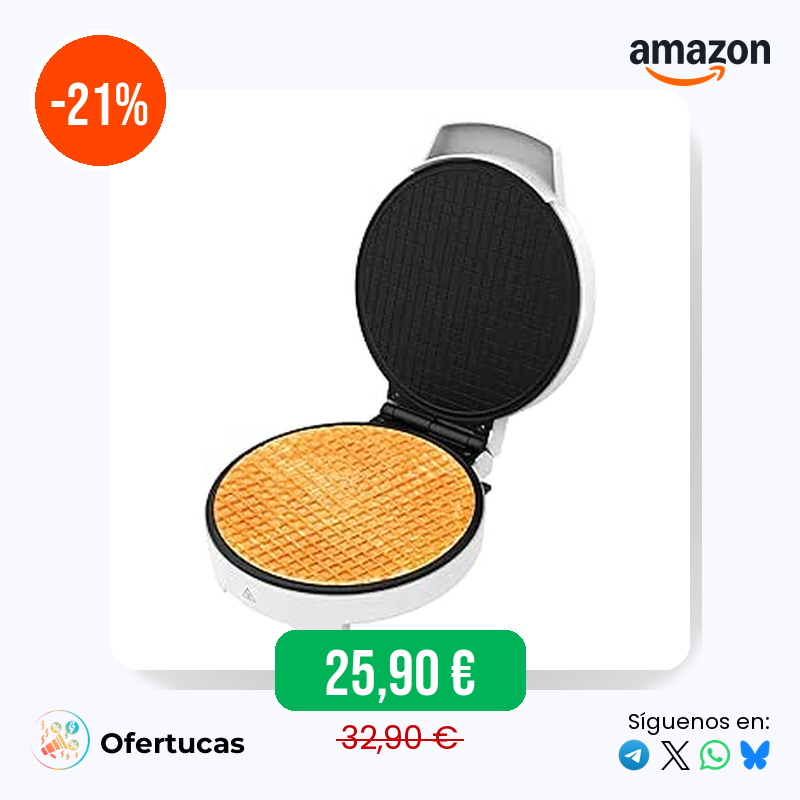 -21%
amazon
25,90 €
32,90 €
Ofertucas
Síguenos en: